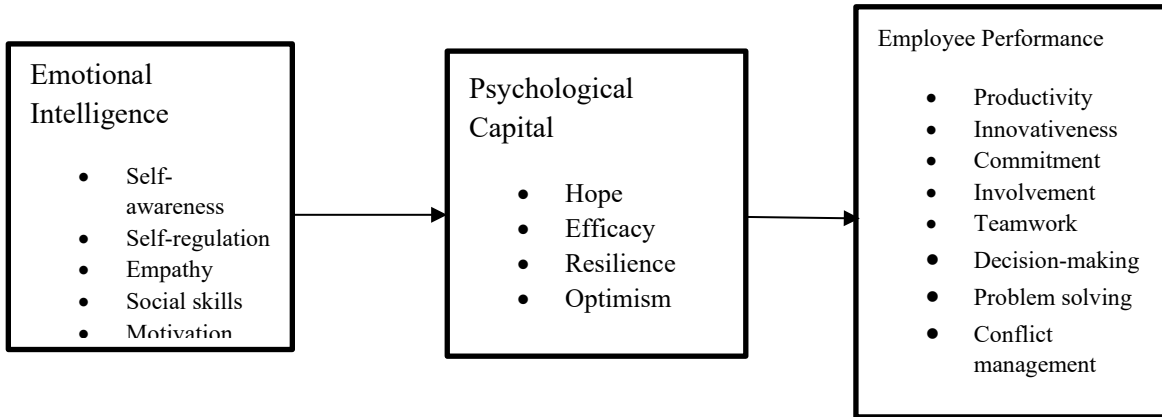 Emotional
Intelligence
• Self-
awareness
• Self-regulation
• Empathy
• Social skills
• Motivation
Psychological
Capital
• Hope
• Efficacy
• Resilience
• Optimism
Employee Performance
• Productivity
• Innovativeness
• Commitment
• Involvement
• Teamwork
• Decision-making
• Problem solving
• Conflict
management